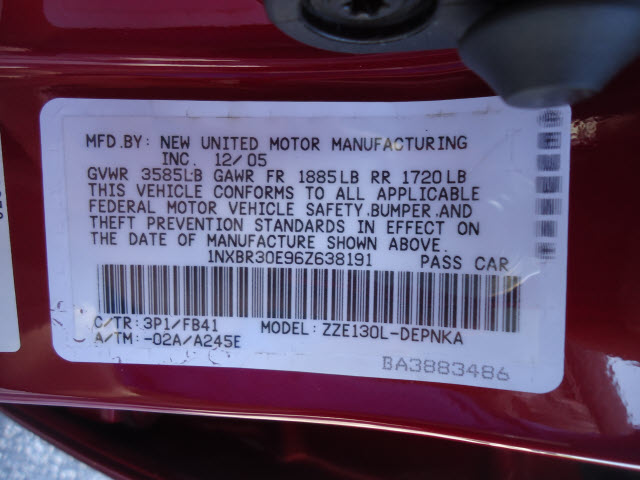 MFD.BY: NEW UNITED MOTOR MANUFACTURING
INC. 12/05
GVWR 3585LB GAWR FR 1885LB RR 1720LB
THIS VEHICLE CONFORMS TO ALL APPLICABLE
FEDERAL MOTOR VEHICLE SAFETY,BUMPER,AND
THEFT PREVENTION STANDARDS IN EFFECT ON
THE DATE OF MANUFACTURE SHOWN ABOVE.
1NXBR30E96Z638191 PASS CAR
C/TR: 3P1/FB41 MODEL: ZZE130L-DEPNKA
A/TM: -02A/A245E
BA3883486